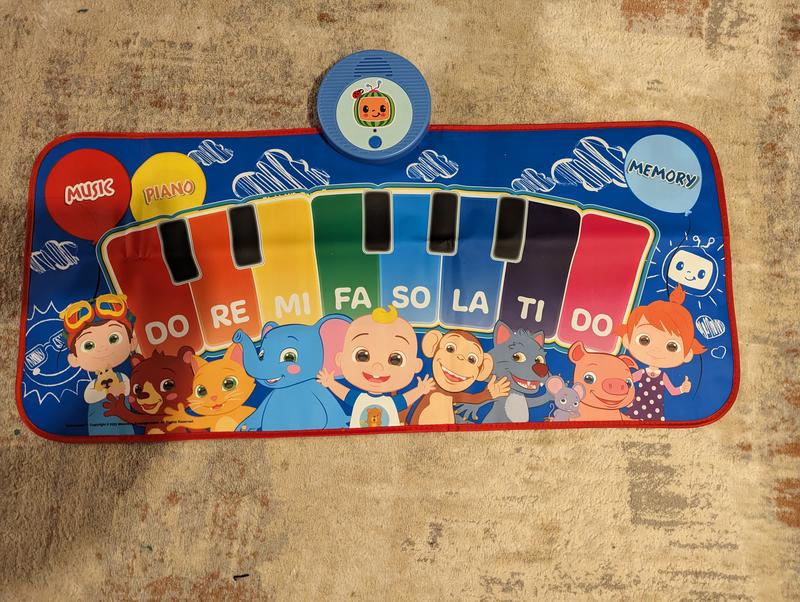 MUSIC
PIANO
MEMORY
DO RE MI FA SO LA TI DO